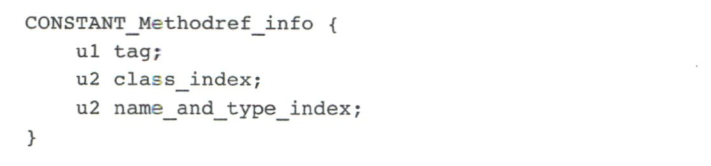 CONSTANT_Methodref_info {
    u1 tag;
    u2 class_index;
    u2 name_and_type_index;
}